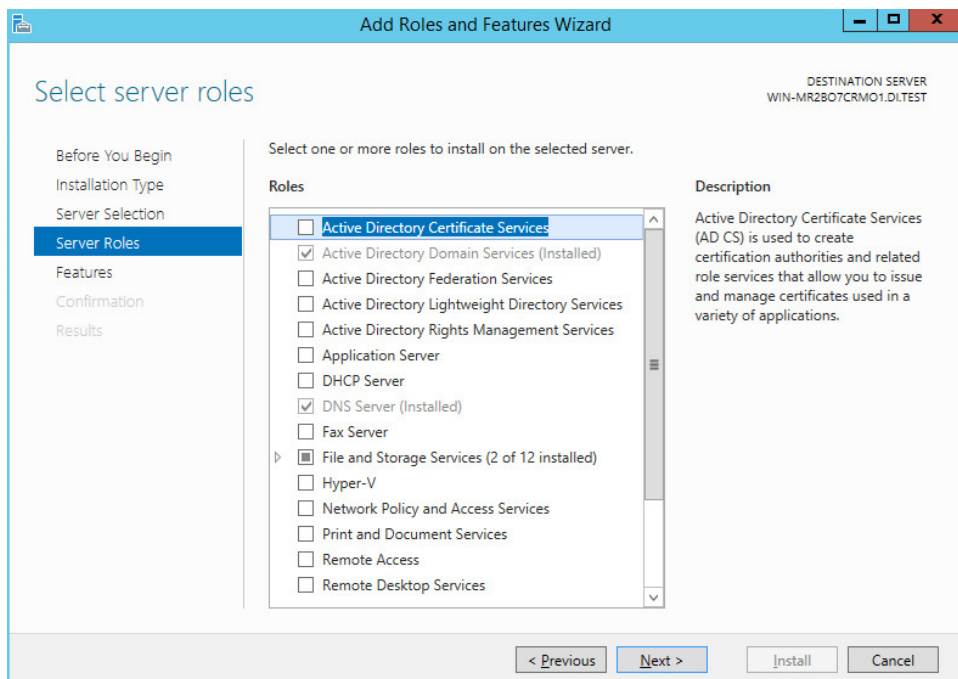 Add Roles and Features Wizard
Select server roles
DESTINATION SERVER
WIN-MR2BO7CRMO1.DI.TEST
Before You Begin
Installation Type
Server Selection
Server Roles
Features
Confirmation
Results
Select one or more roles to install on the selected server.
Roles
Active Directory Certificate Services
Active Directory Domain Services (Installed)
Active Directory Federation Services
Active Directory Lightweight Directory Services
Active Directory Rights Management Services
Application Server
DHCP Server
DNS Server (Installed)
Fax Server
File and Storage Services (2 of 12 installed)
Hyper-V
Network Policy and Access Services
Print and Document Services
Remote Access
Remote Desktop Services
Description
Active Directory Certificate Services
(AD CS) is used to create
certification authorities and related
role services that allow you to issue
and manage certificates used in a
variety of applications.
< Previous
Next >
Install
Cancel